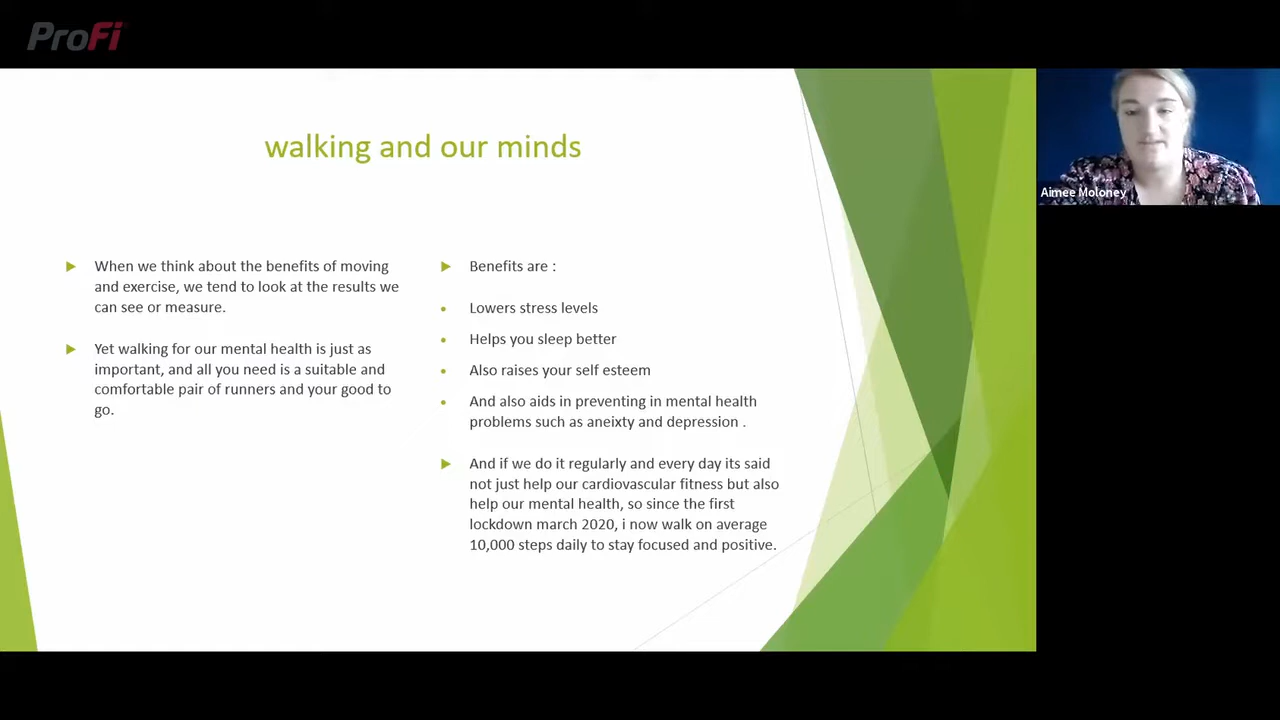 ProFi
walking and our minds
When we think about the benefits of moving
and exercise, we tend to look at the results we
can see or measure.
Yet walking for our mental health is just as
important, and all you need is a suitable and
comfortable pair of runners and your good to
go.
Benefits are :
Lowers stress levels
Helps you sleep better
Also raises your self esteem
And also aids in preventing in mental health
problems such as aneixty and depression .
And if we do it regularly and every day its said
not just help our cardiovascular fitness but also
help our mental health, so since the first
lockdown march 2020, i now walk on average
10,000 steps daily to stay focused and positive.
Aimee Moloney